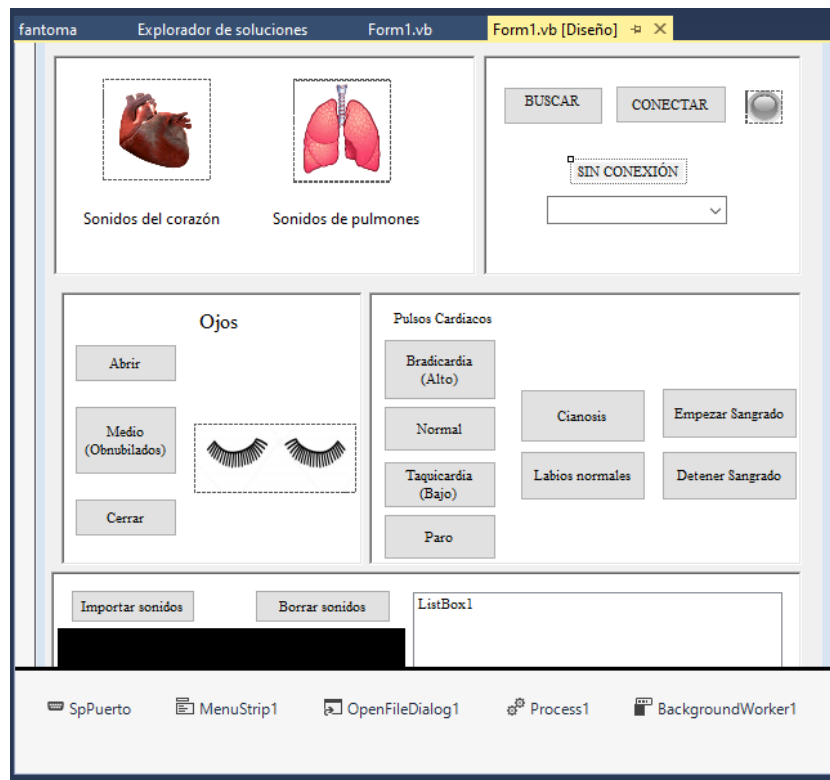 fantoma Explorador de soluciones Form1.vb Form1.vb [Diseño]
BUSCAR CONECTAR
SIN CONEXIÓN
Sonidos del corazón Sonidos de pulmones
Ojos
Abrir
Medio
(Obnubilados)
Cerrar
Pulsos Cardiacos
Bradicardia
(Alto)
Normal
Taquicardia
(Bajo)
Paro
Cianosis
Empezar Sangrado
Labios normales
Detener Sangrado
Importar sonidos Borrar sonidos ListBox1
SpPuerto MenuStrip1 OpenFileDialog1 Process1 BackgroundWorker1